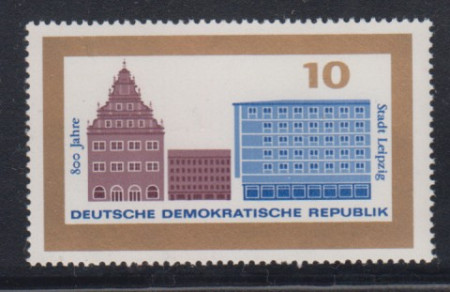 10
800 Jahre
Stadt Leipzig
DEUTSCHE DEMOKRATISCHE REPUBLIK